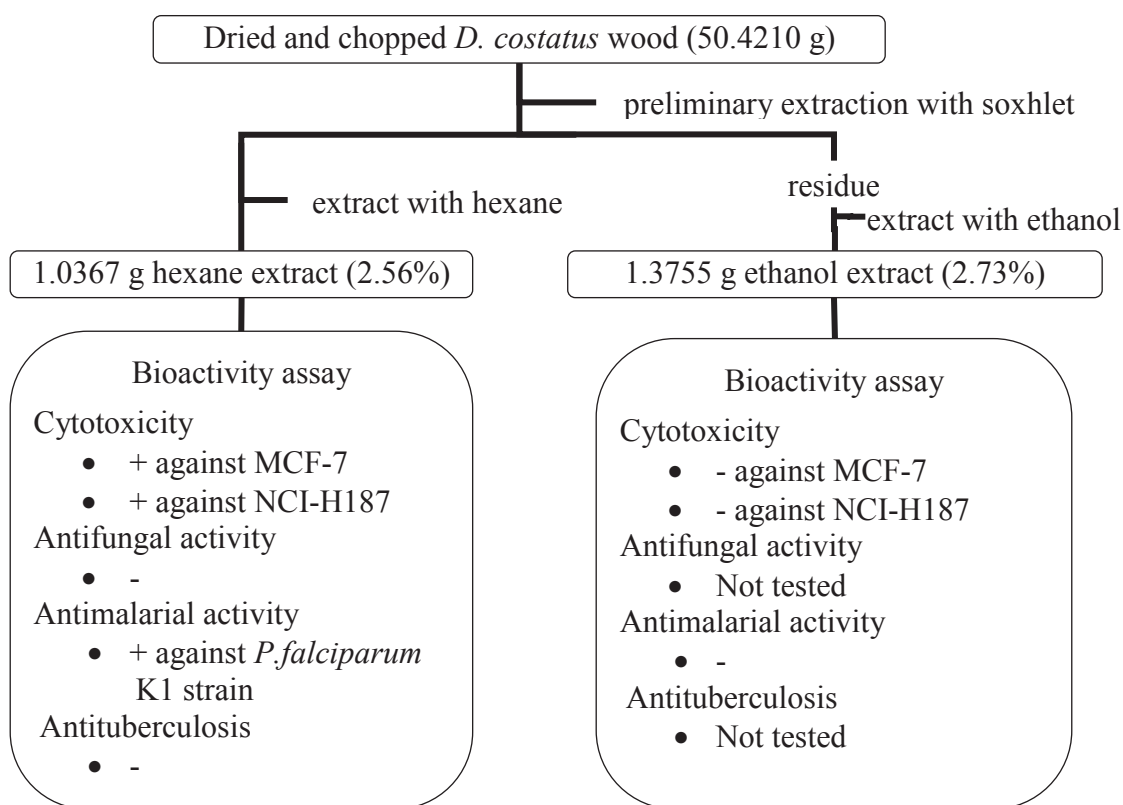 Dried and chopped D. costatus wood (50.4210 g)
preliminary extraction with soxhlet
extract with hexane
residue
extract with ethanol
1.0367 g hexane extract (2.56%)
1.3755 g ethanol extract (2.73%)
Bioactivity assay
Cytotoxicity
• + against MCF-7
• + against NCI-H187
Antifungal activity
• -
Antimalarial activity
• + against P.falciparum
K1 strain
Antituberculosis
• -
Bioactivity assay
Cytotoxicity
• - against MCF-7
• - against NCI-H187
Antifungal activity
• Not tested
Antimalarial activity
• -
Antituberculosis
• Not tested